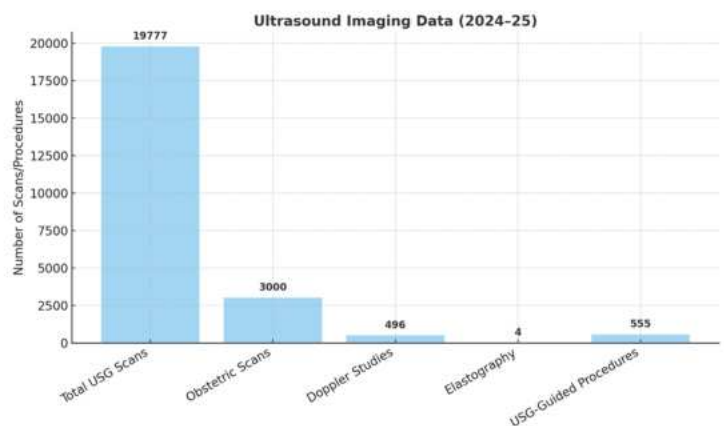 Ultrasound Imaging Data (2024–25)
Number of Scans/Procedures
20000
17500
15000
12500
10000
7500
5000
2500
0
19777
3000
496
4
555
Total USG Scans
Obstetric Scans
Doppler Studies
Elastography
USG-Guided Procedures